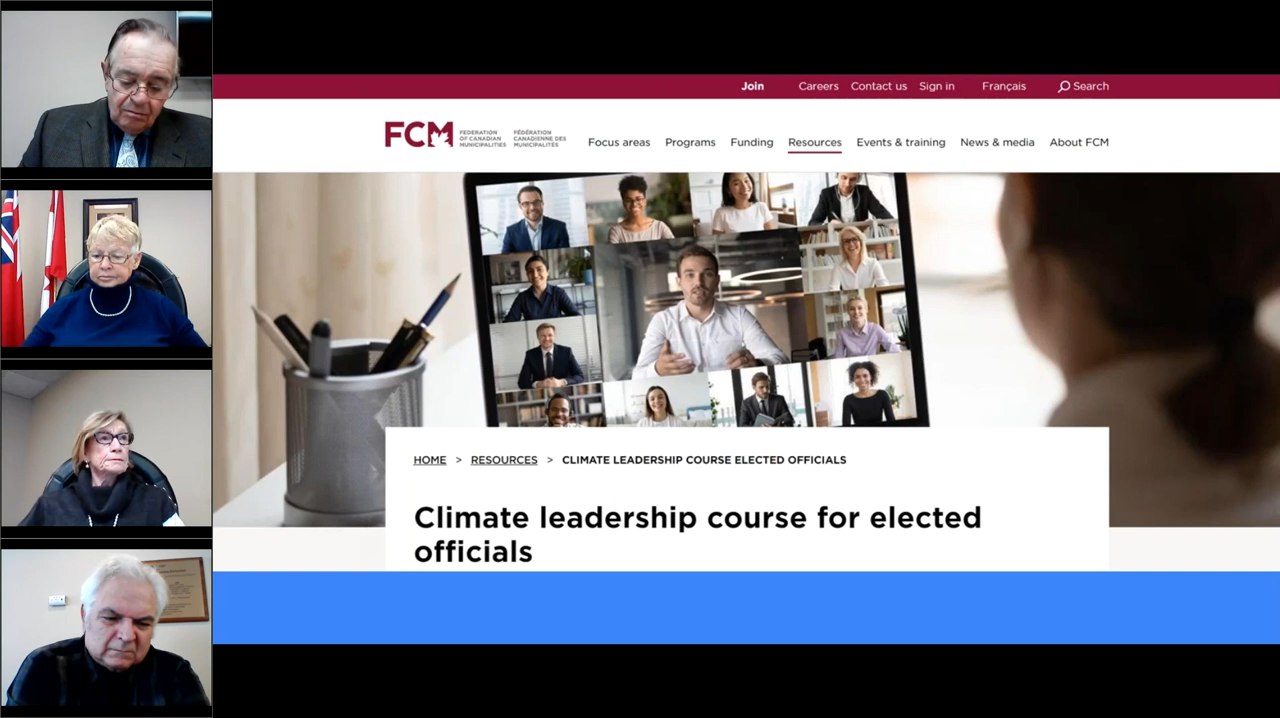 Join Careers Contact us Sign in Français Search
FCM
FEDERATION
OF CANADIAN
MUNICIPALITIES
FÉDÉRATION
CANADIENNE DES
MUNICIPALITÉS
Focus areas Programs Funding Resources Events & training News & media About FCM
HOME > RESOURCES > CLIMATE LEADERSHIP COURSE ELECTED OFFICIALS
Climate leadership course for elected
officials